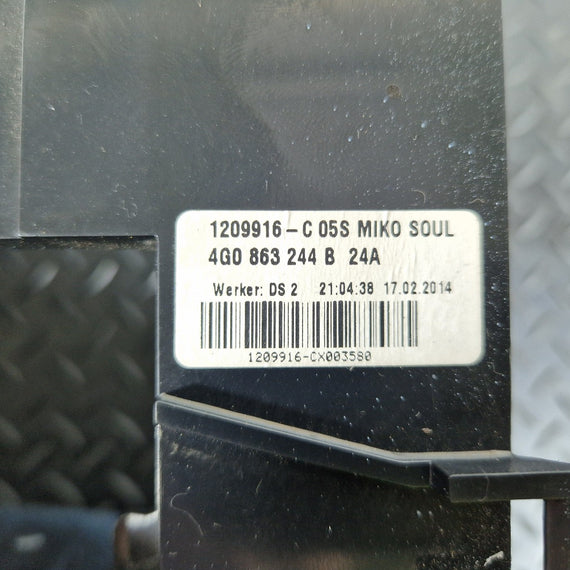 1209916-C 05S MIKO SOUL
4G0 863 244 B 24A
Werker: DS 2 21:04:38 17.02.2014
1209916-CX003580